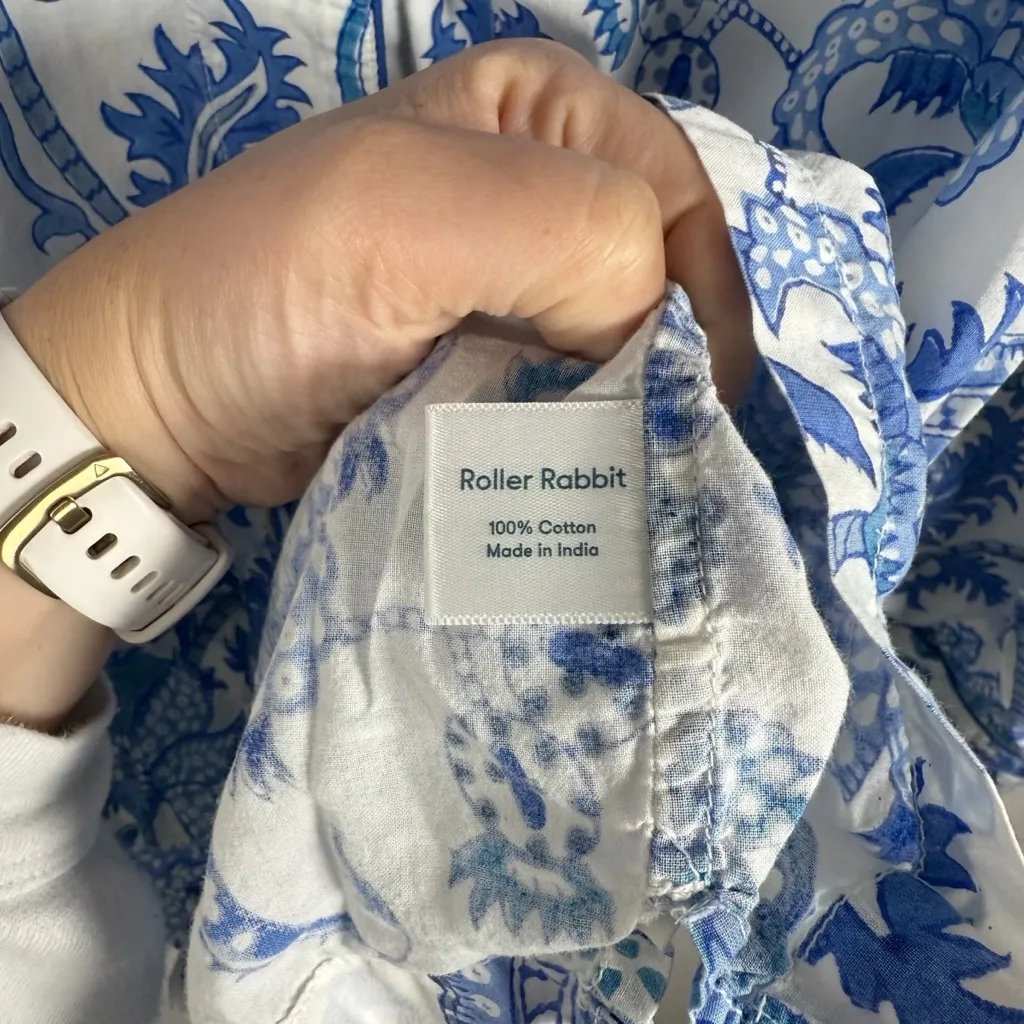 Roller Rabbit
100% Cotton
Made in India